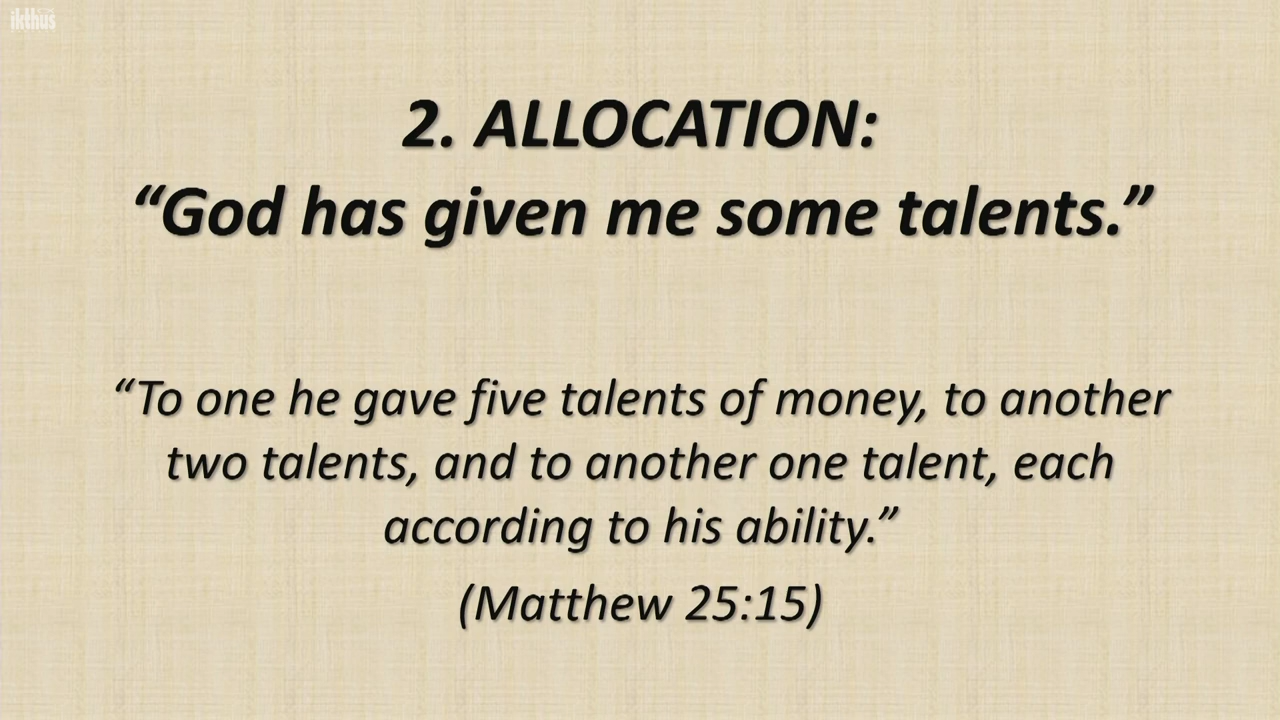 ikthus
2. ALLOCATION:
“God has given me some talents.”
“To one he gave five talents of money, to another
two talents, and to another one talent, each
according to his ability.”
(Matthew 25:15)